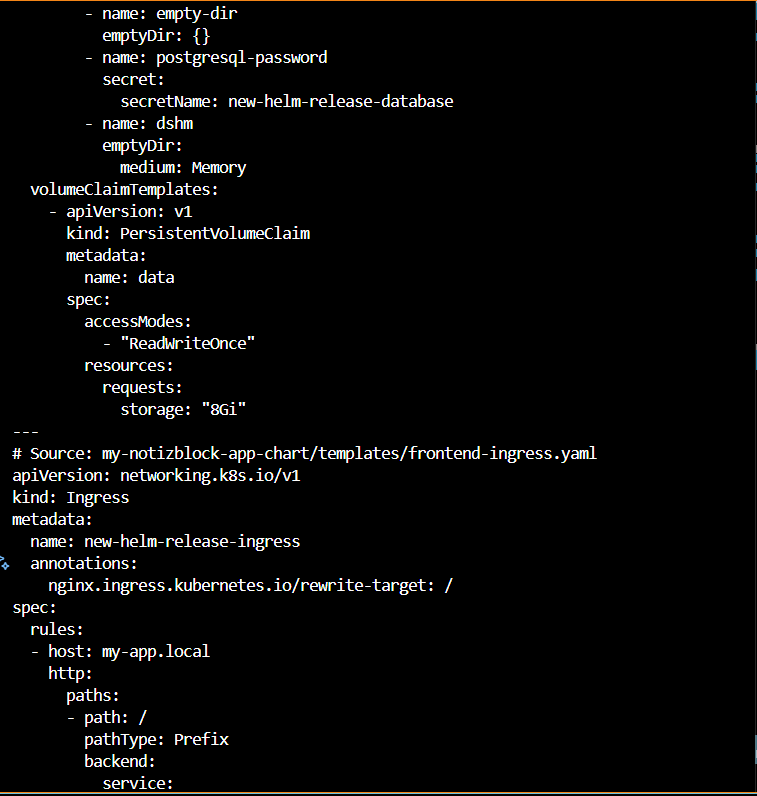 - name: empty-dir
emptyDir: {}
- name: postgresql-password
secret:
secretName: new-helm-release-database
- name: dshm
emptyDir:
medium: Memory
volumeClaimTemplates:
- apiVersion: v1
kind: PersistentVolumeClaim
metadata:
name: data
spec:
accessModes:
- "ReadWriteOnce"
resources:
requests:
storage: "8Gi"
---
# Source: my-notizblock-app-chart/templates/frontend-ingress.yaml
apiVersion: networking.k8s.io/v1
kind: Ingress
metadata:
name: new-helm-release-ingress
annotations:
nginx.ingress.kubernetes.io/rewrite-target: /
spec:
rules:
- host: my-app.local
http:
paths:
- path: /
pathType: Prefix
backend:
service: